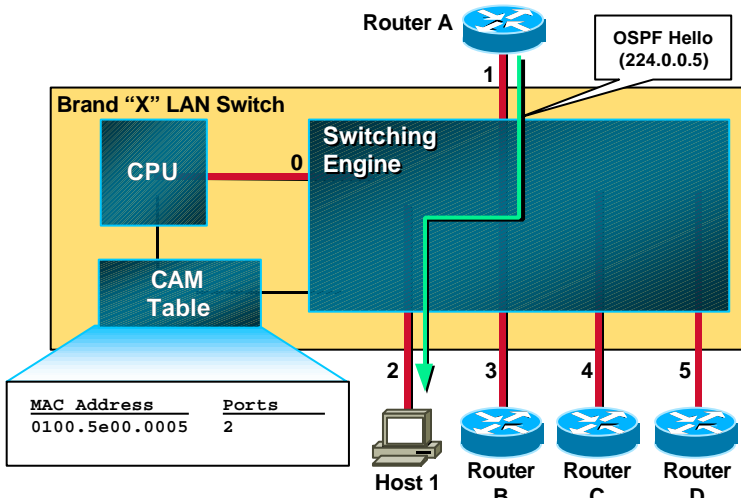 Router A
OSPF Hello
(224.0.0.5)
1
Brand “X” LAN Switch
Switching
Engine
CPU
0
CAM
Table
2
3
4
5
MAC Address Ports
0100.5e00.0005 2
Host 1
Router
B
Router
C
Router
D